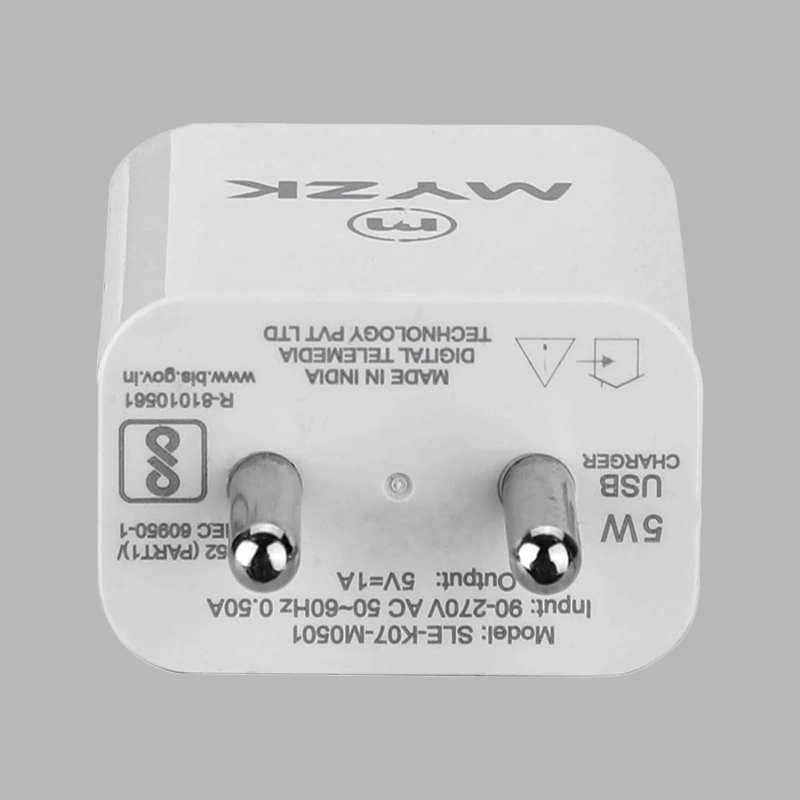 Model: SLE-K07-M0501
Input: 90-270V AC 50~60Hz 0.50A
Output: 5V=1A
5W
USB
CHARGER
52 (PART1)/
IEC 60950-1
R-81010561
www.bis.gov.in
MADE IN INDIA
DIGITAL TELEMEDIA
TECHNOLOGY PVT LTD
m
MYZK